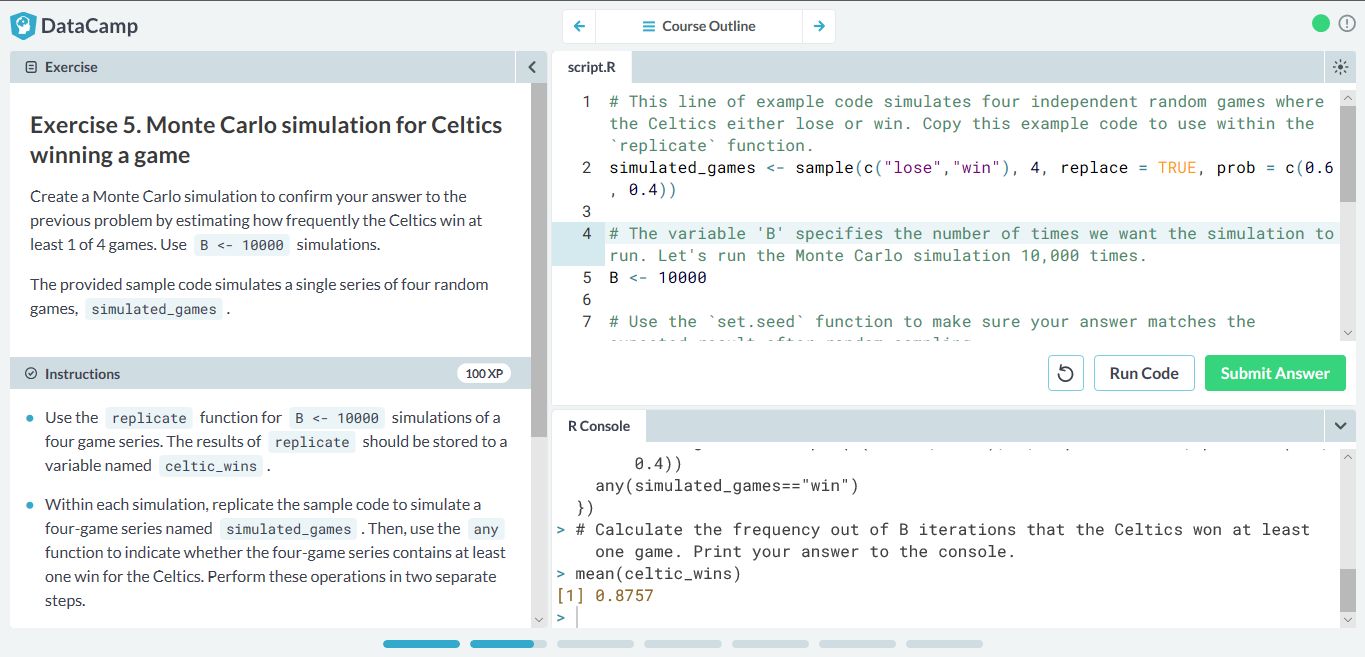 DataCamp
Course Outline
Exercise
Exercise 5. Monte Carlo simulation for Celtics
winning a game
Create a Monte Carlo simulation to confirm your answer to the
previous problem by estimating how frequently the Celtics win at
least 1 of 4 games. Use B <- 10000 simulations.
The provided sample code simulates a single series of four random
games, simulated_games .
Instructions
100 XP
Use the replicate function for B <- 10000 simulations of a
four game series. The results of replicate should be stored to a
variable named celtic_wins .
Within each simulation, replicate the sample code to simulate a
four-game series named simulated_games . Then, use the any
function to indicate whether the four-game series contains at least
one win for the Celtics. Perform these operations in two separate
steps.
script.R
1 # This line of example code simulates four independent random games where
the Celtics either lose or win. Copy this example code to use within the
`replicate` function.
2 simulated_games <- sample(c("lose","win"), 4, replace = TRUE, prob = c(0.6
, 0.4))
3
4 # The variable 'B' specifies the number of times we want the simulation to
run. Let's run the Monte Carlo simulation 10,000 times.
5 B <- 10000
6
7 # Use the `set.seed` function to make sure your answer matches the
expected result after random sampling.
Run Code
Submit Answer
R Console
0.4))
any(simulated_games=="win")
})
> # Calculate the frequency out of B iterations that the Celtics won at least
one game. Print your answer to the console.
> mean(celtic_wins)
[1] 0.8757
>